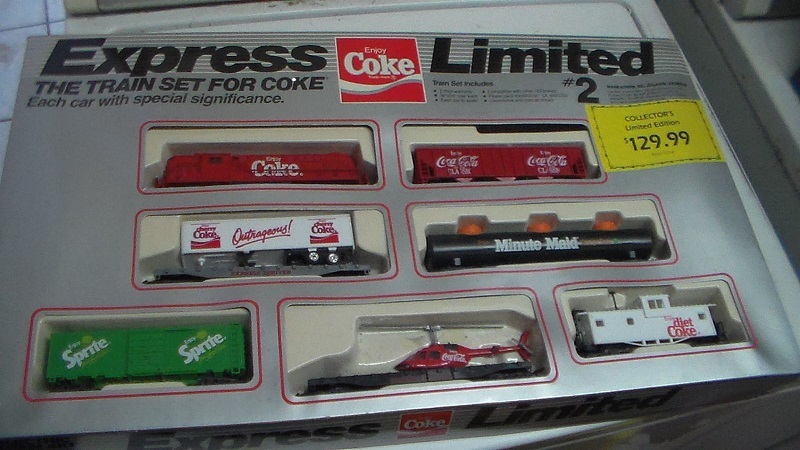 Express Limited
Enjoy
Coke
#2
THE TRAIN SET FOR COKE
Each car with special significance.
Train Set Includes
COLLECTOR'S
Limited Edition
$129.99
Enjoy
Coke
Coca-Cola
Coca-Cola
cherry
Coke
Outrageous!
cherry
Coke
Minute Maid
Sprite
Sprite
Coca-Cola
diet
Coke
Express Limited
Coke